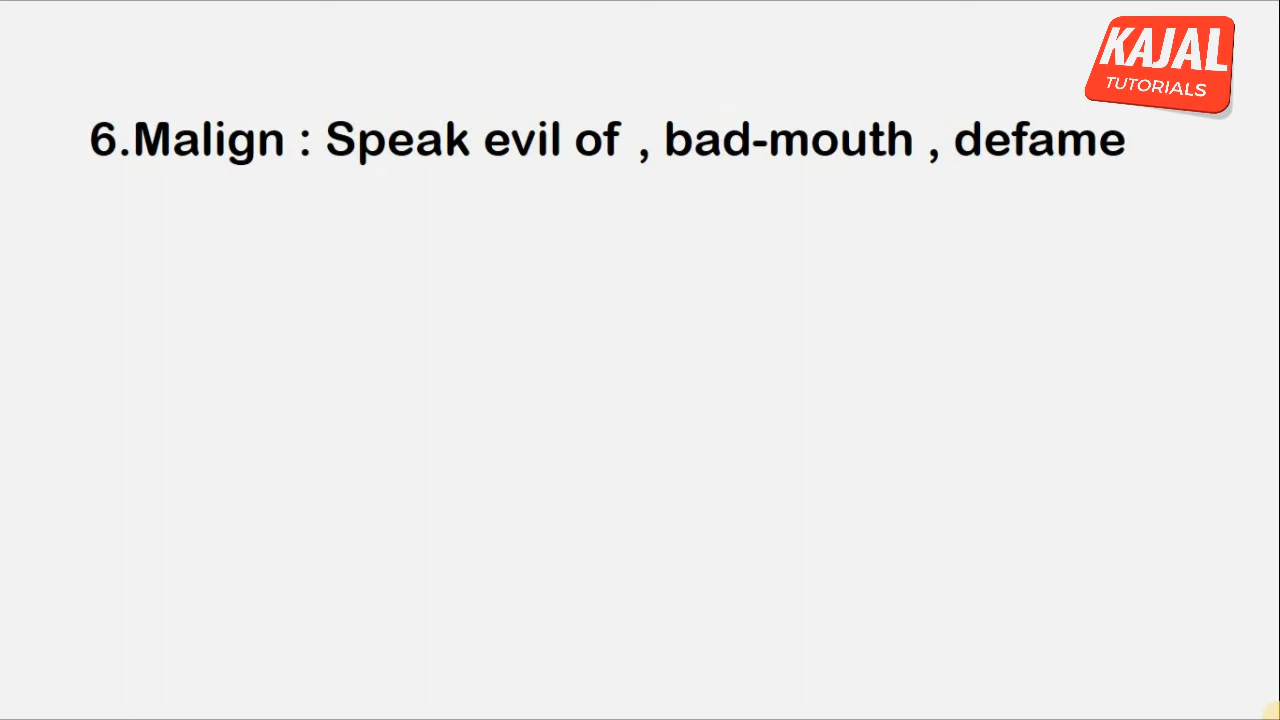 KAJAL
TUTORIALS
6.Malign : Speak evil of , bad-mouth , defame